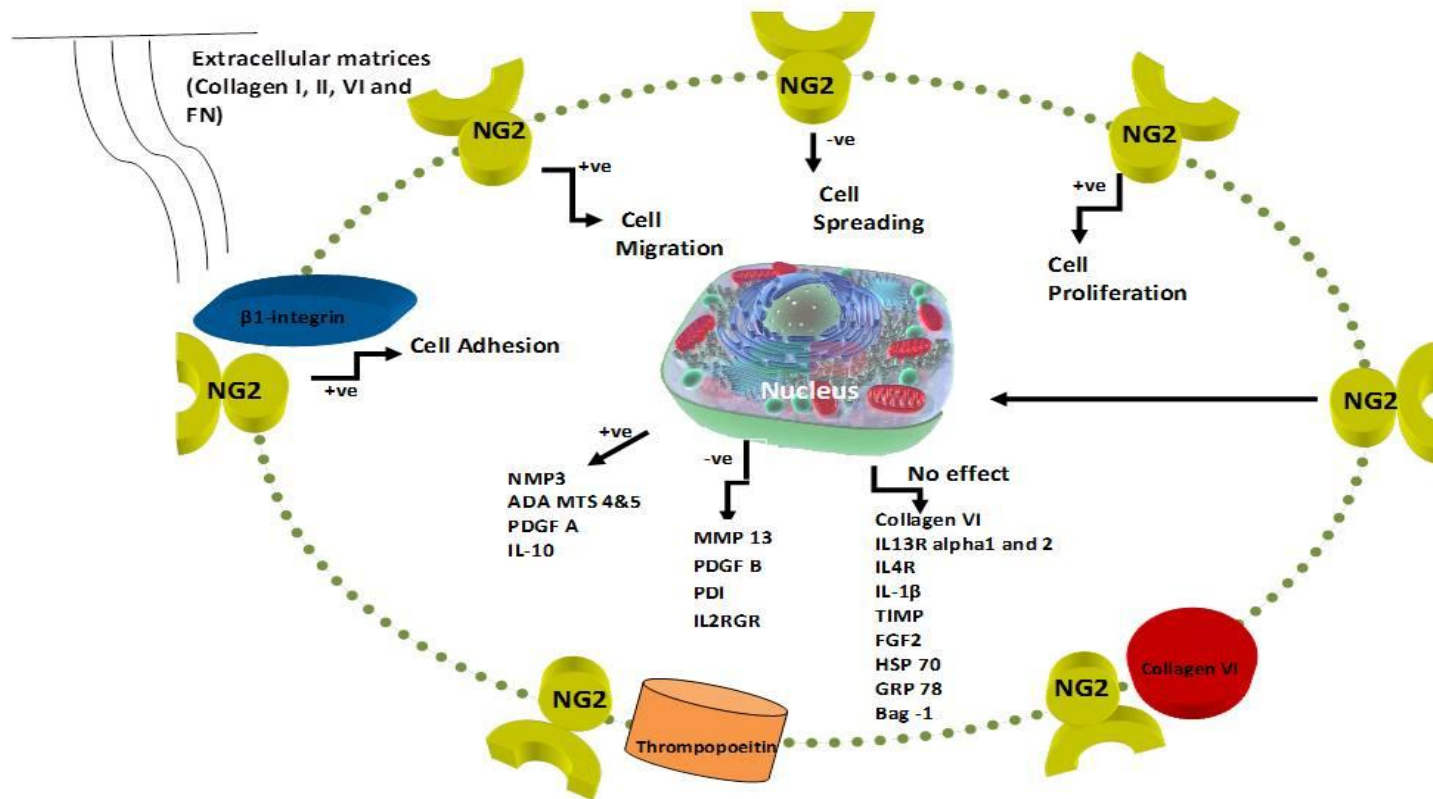 Extracellular matrices
(Collagen I, II, VI and
FN)
NG2
+ve
Cell
Migration
NG2
-ve
Cell
Spreading
NG2
+ve
Cell
Proliferation
β1-integrin
NG2
+ve
Cell Adhesion
Nucleus
NG2
+ve
NMP3
ADA MTS 4&5
PDGF A
IL-10
-ve
MMP 13
PDGF B
PDI
IL2RGR
No effect
Collagen VI
IL13R alpha1 and 2
IL4R
IL-1β
TIMP
FGF2
HSP 70
GRP 78
Bag -1
NG2
Thrompopoeitin
NG2
Collagen VI